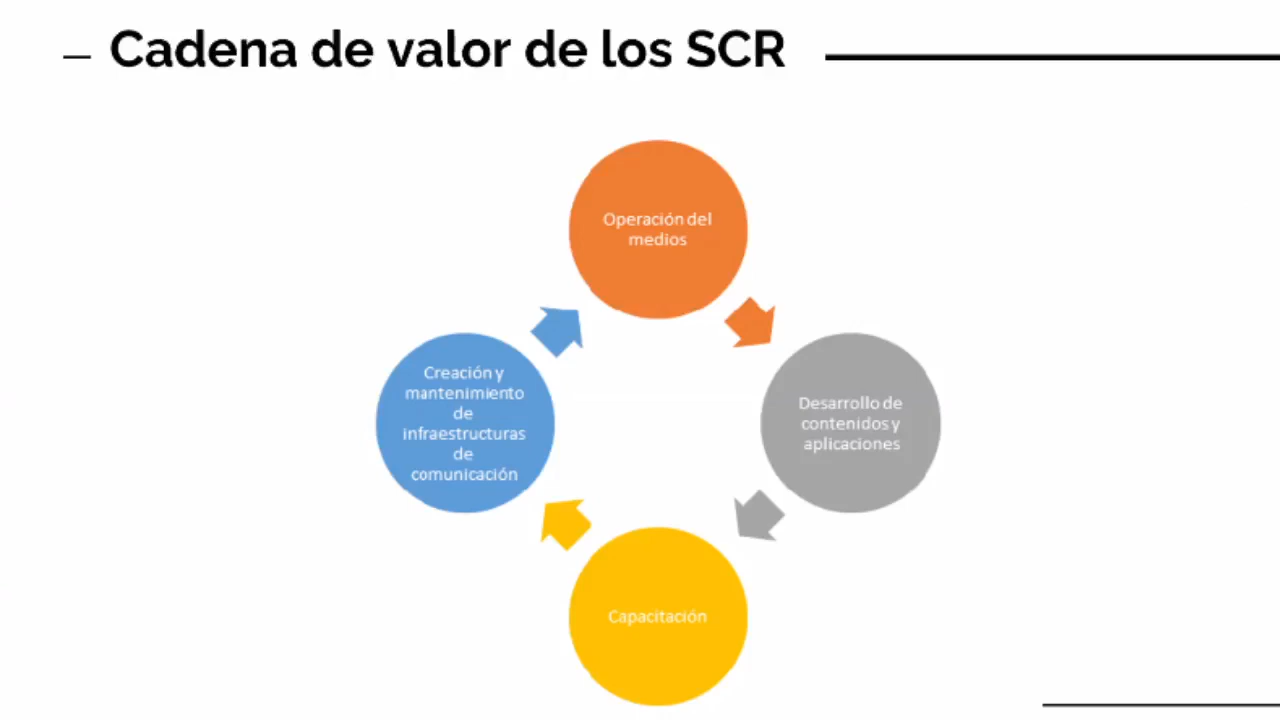 Cadena de valor de los SCR
Operación del
medios
Creación y
mantenimiento
de
infraestructuras
de
comunicación
Desarrollo de
contenidos y
aplicaciones
Capacitación